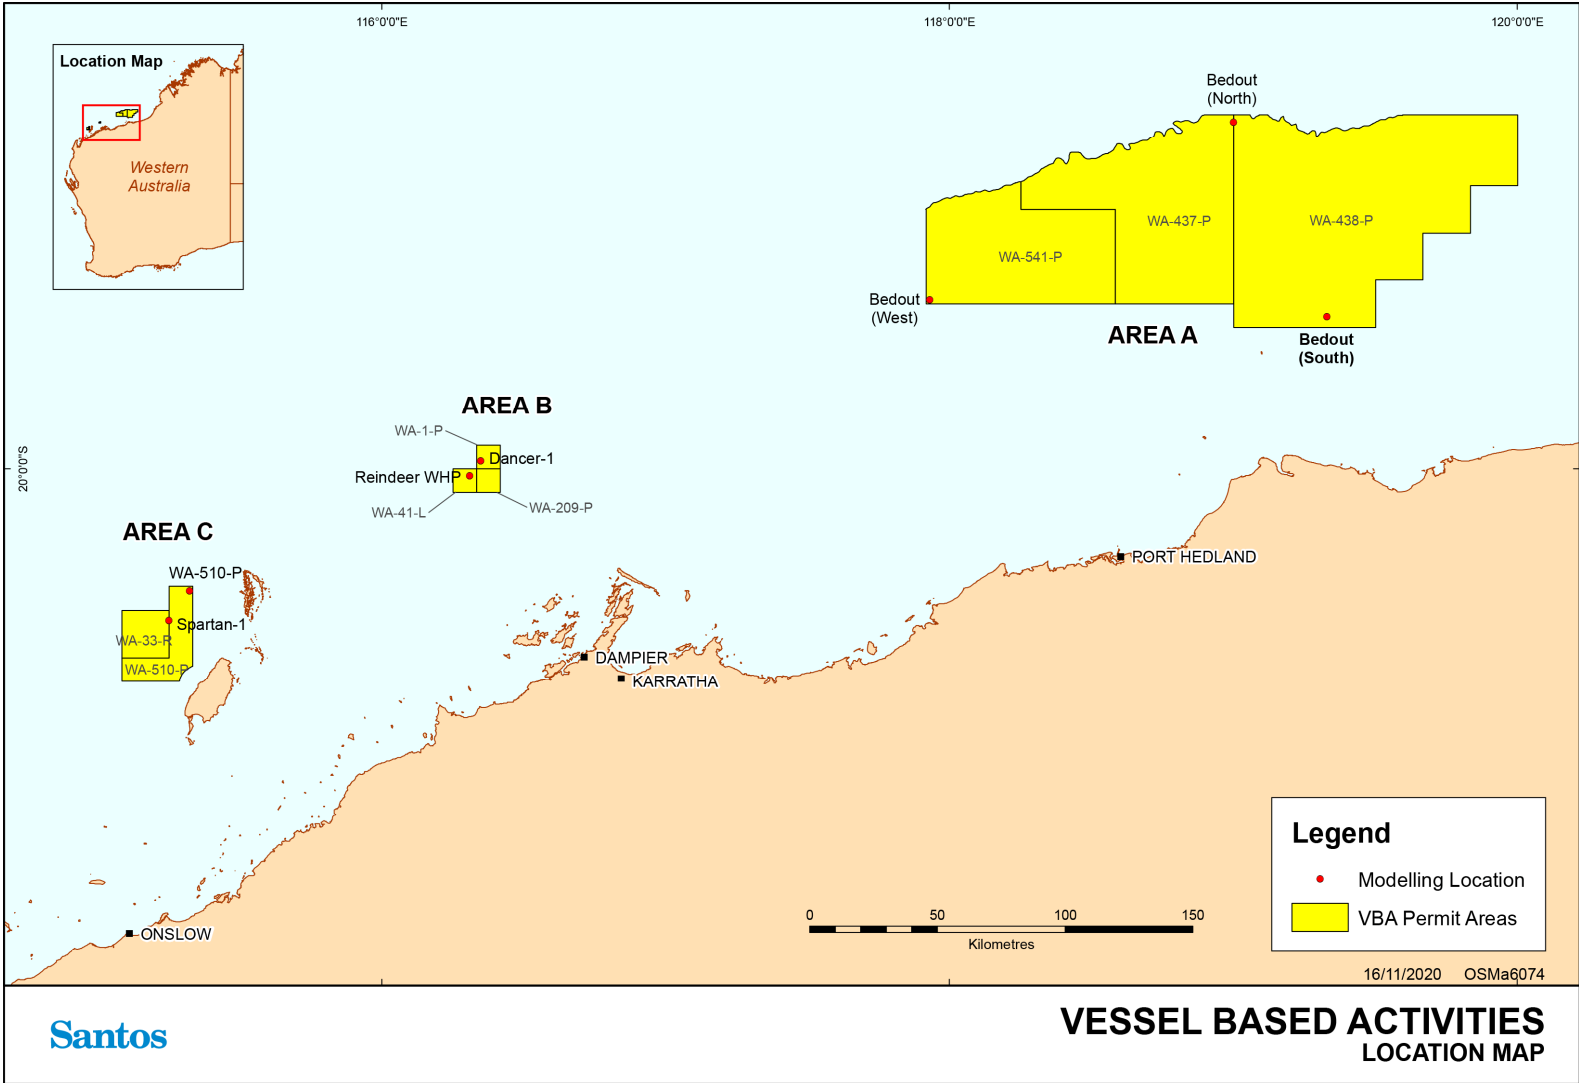 116°0'0"E
118°0'0"E
120°0'0"E
Location Map
Western
Australia
Bedout
(North)
WA-437-P
WA-438-P
WA-541-P
Bedout
(West)
AREA A
Bedout
(South)
AREA B
WA-1-P
Dancer-1
Reindeer WHP
WA-41-L
WA-209-P
20°0'0"S
AREA C
WA-510-P
Spartan-1
WA-33-R
WA-510-P
PORT HEDLAND
DAMPIER
KARRATHA
ONSLOW
0 50 100 150
Kilometres
Legend
Modelling Location
VBA Permit Areas
16/11/2020 OSMa6074
Santos
VESSEL BASED ACTIVITIES
LOCATION MAP